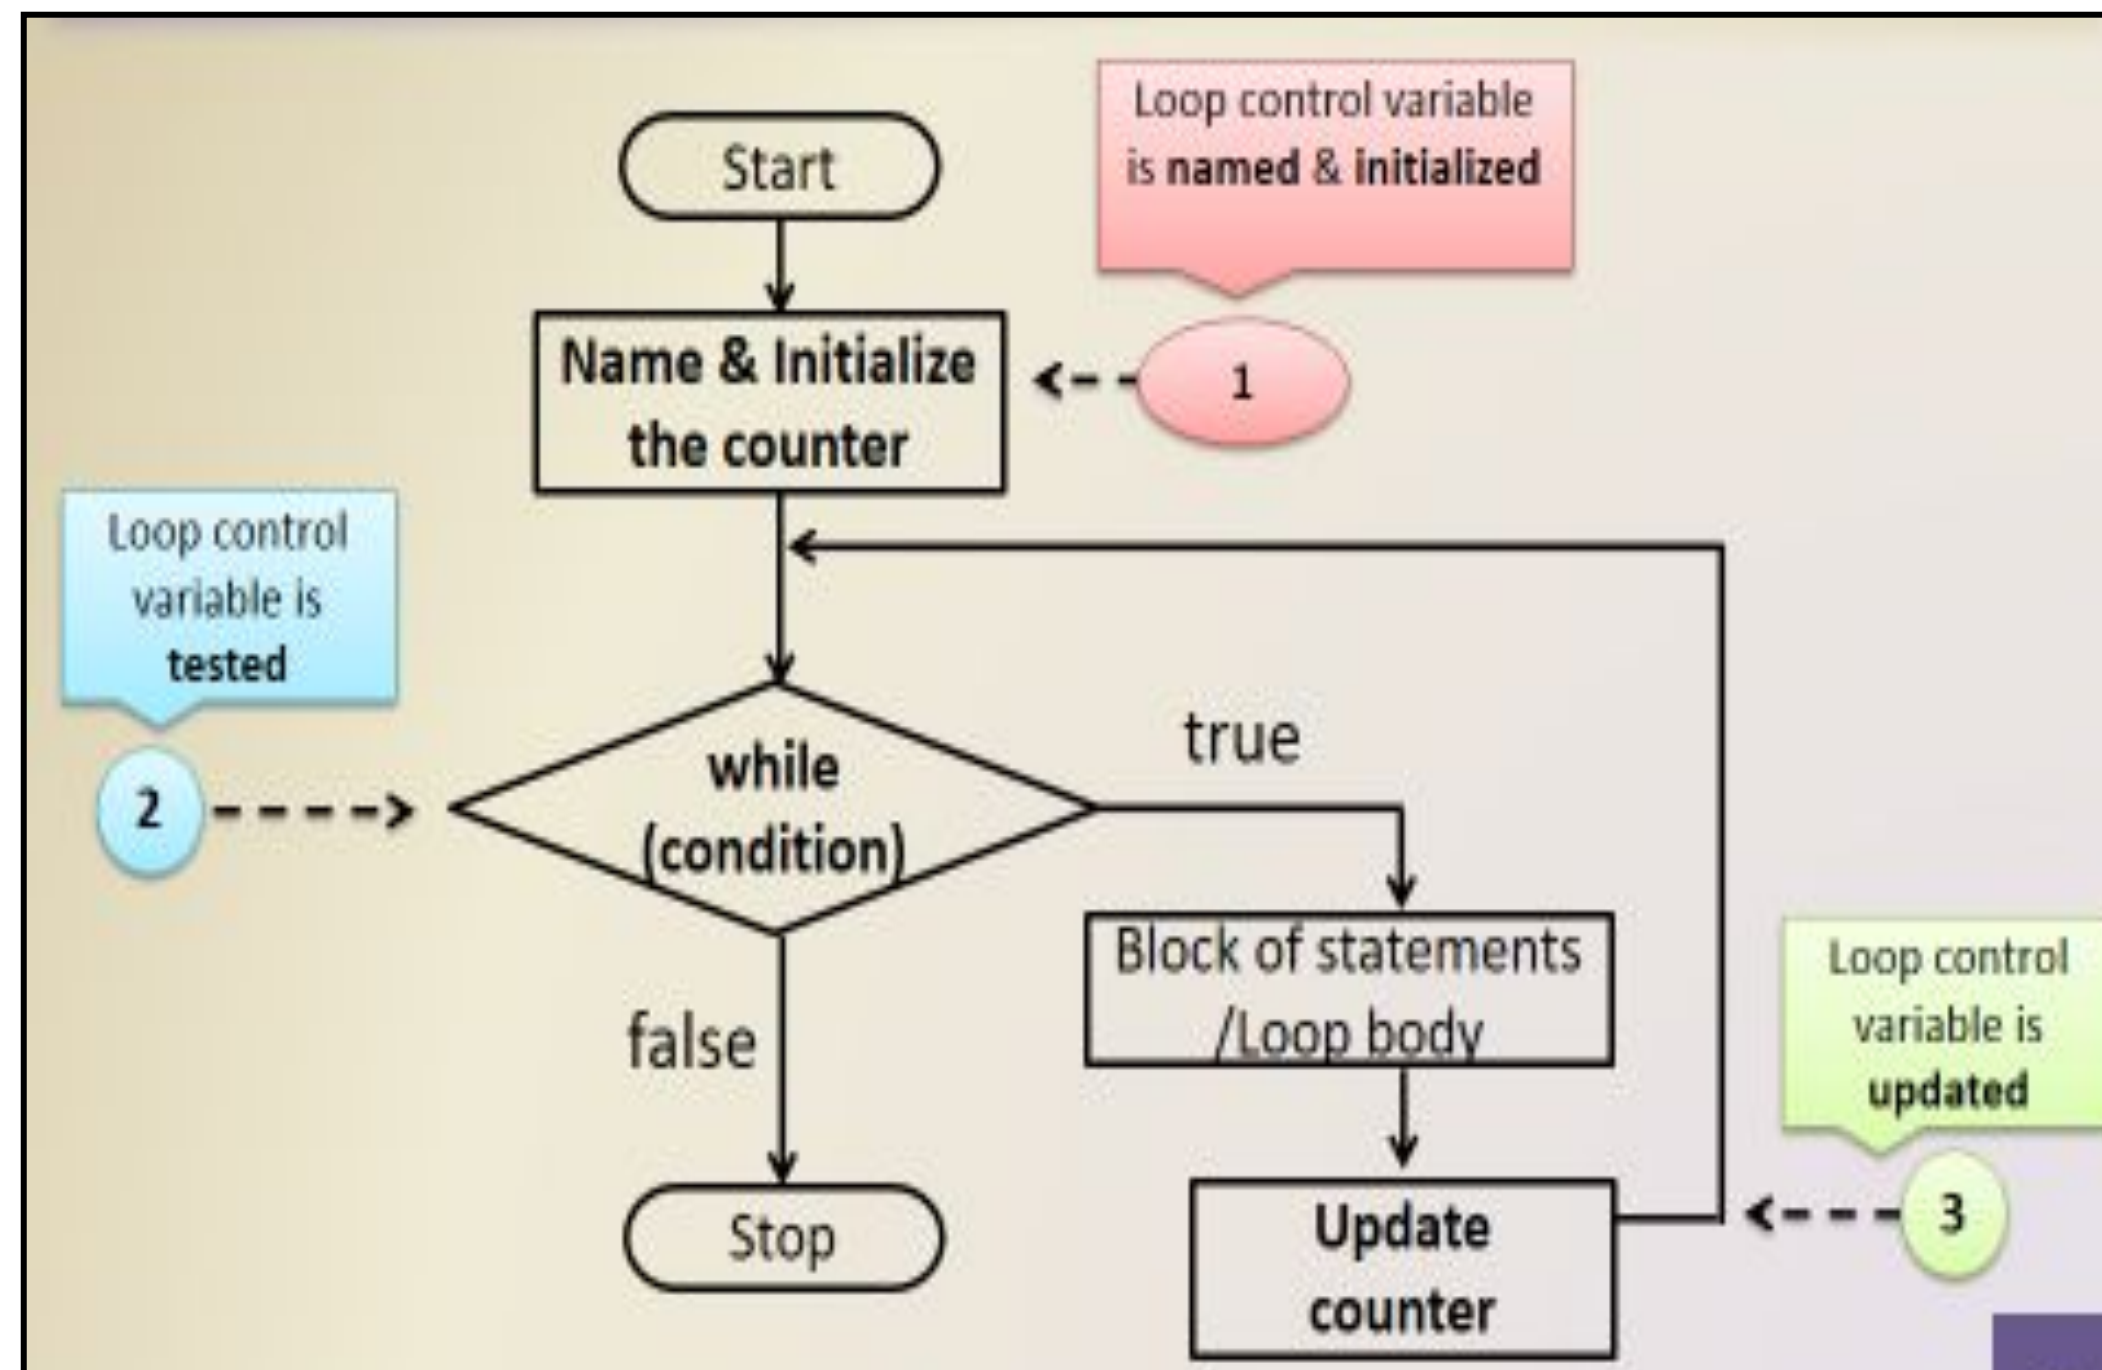 Start
Loop control variable
is named & initialized
Name & Initialize
the counter
1
Loop control
variable is
tested
2
while
(condition)
true
false
Block of statements
/Loop body
Loop control
variable is
updated
Update
counter
3
Stop